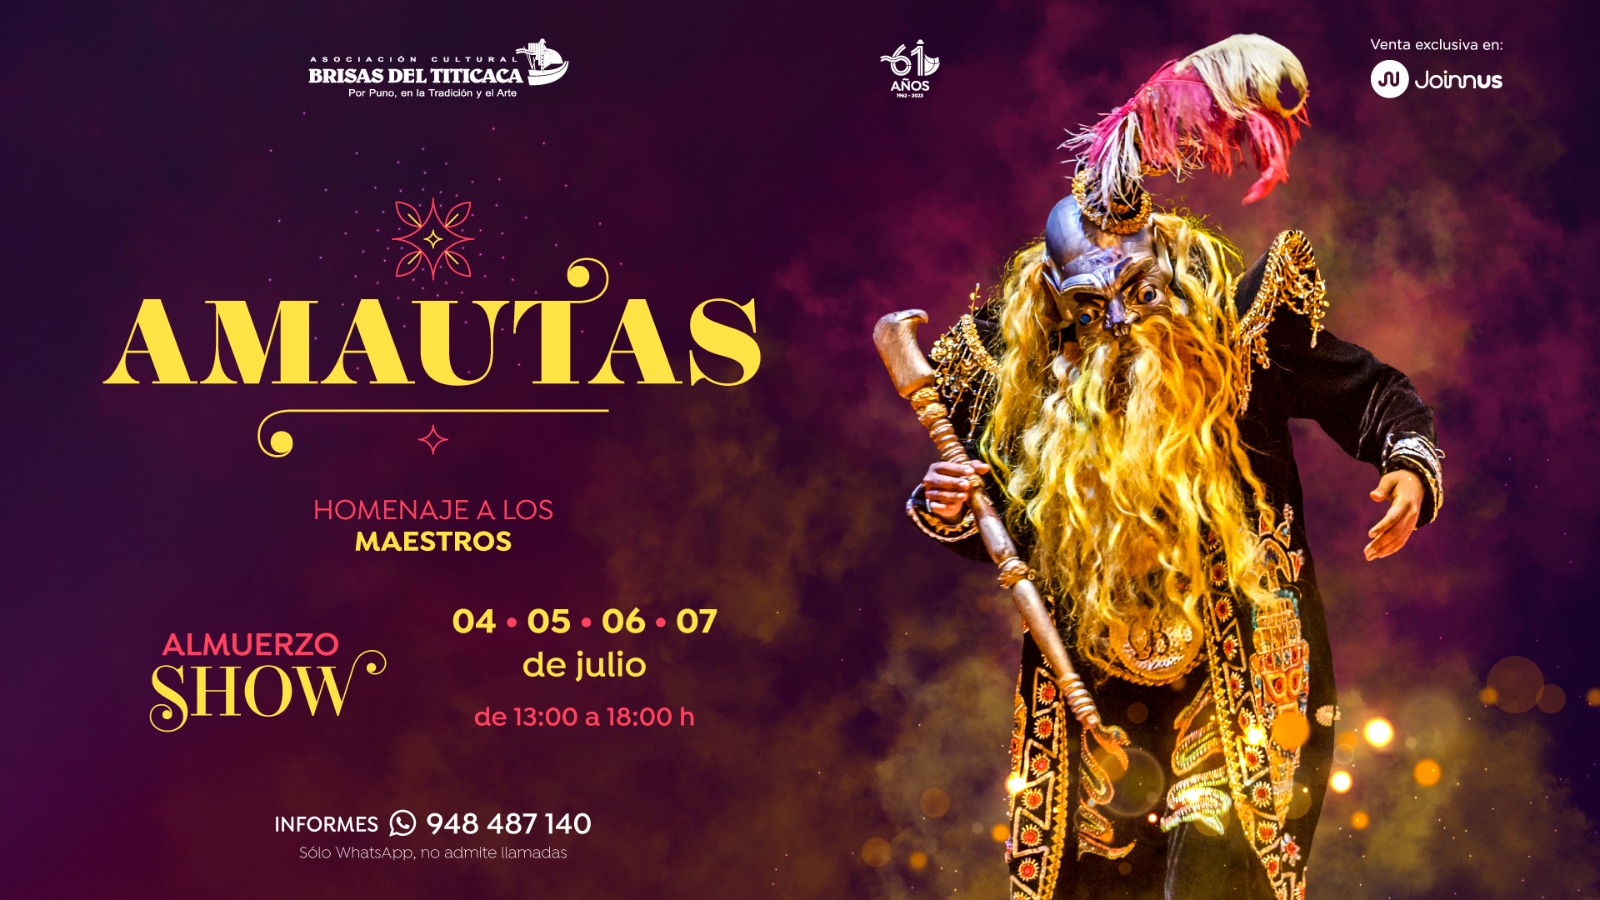 ASOCIACIÓN CULTURAL
BRISAS DEL TITICACA
Por Puno, en la Tradición y el Arte
61
AÑOS
1962 - 2023
Venta exclusiva en:
Joinnus
AMAUTAS
HOMENAJE A LOS
MAESTROS
ALMUERZO
SHOW
04 • 05 • 06 • 07
de julio
de 13:00 a 18:00 h
INFORMES 948 487 140
Sólo WhatsApp, no admite llamadas